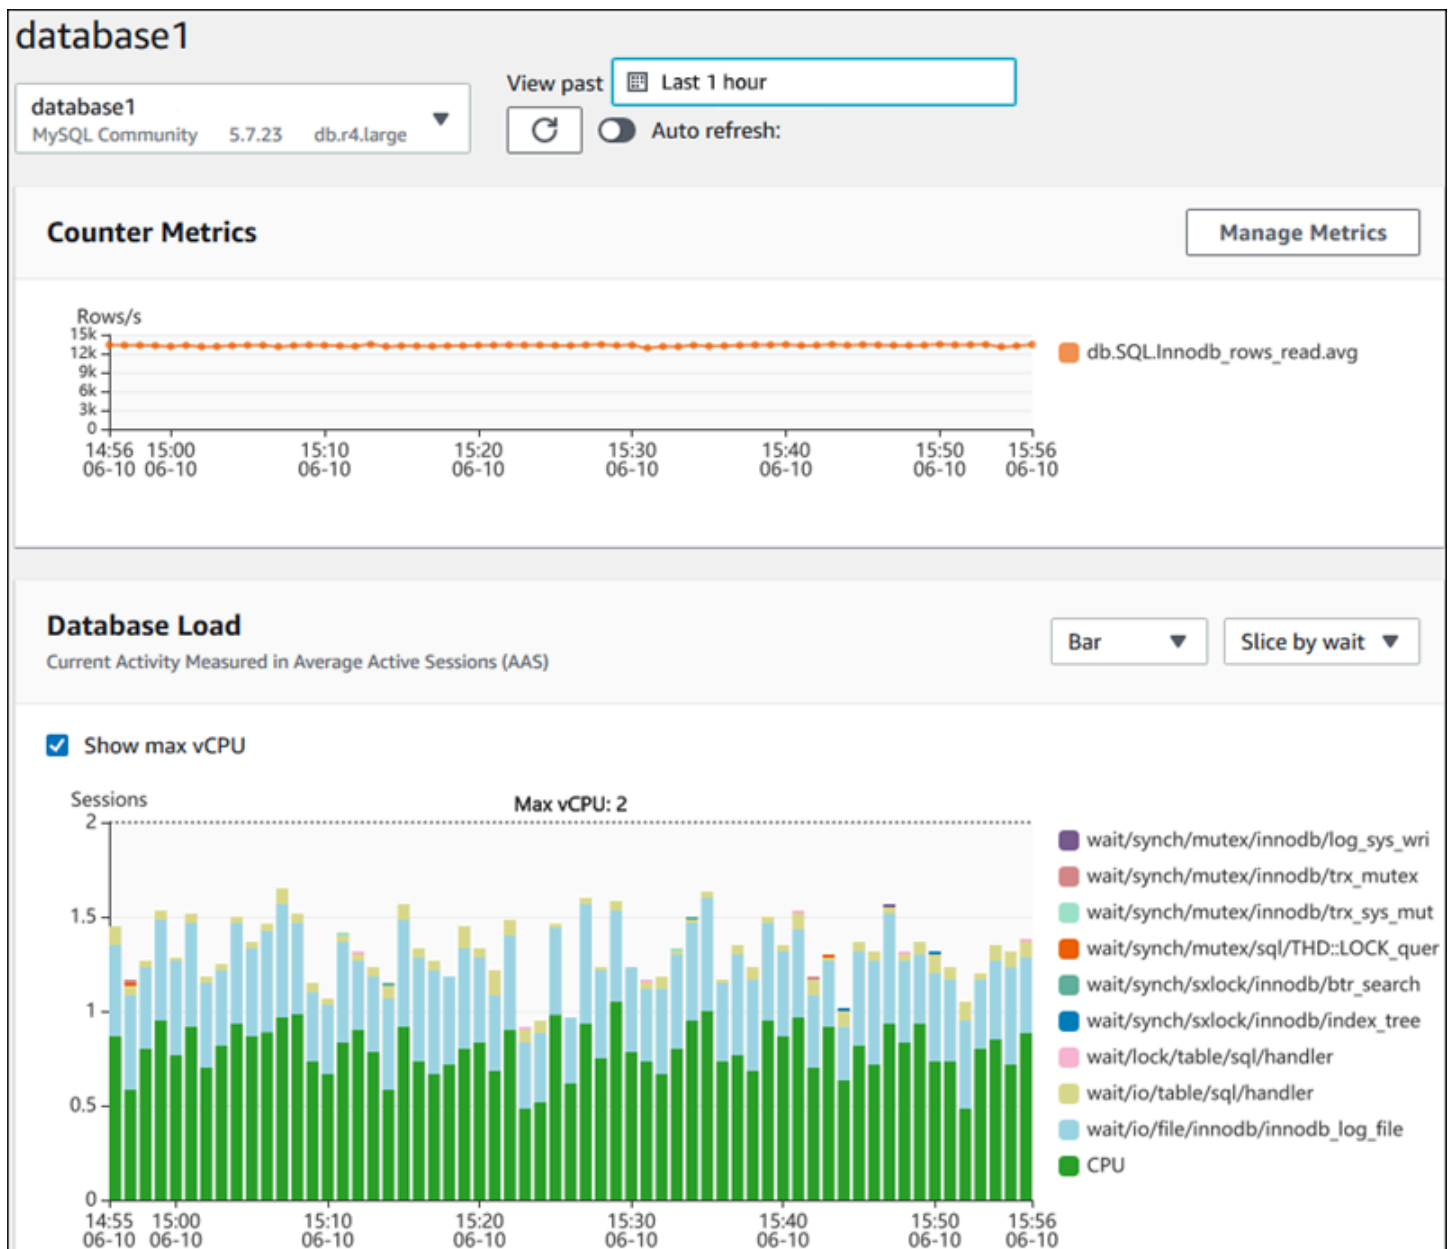 database1
database1
MySQL Community 5.7.23 db.r4.large
View past Last 1 hour
Auto refresh:
Counter Metrics
Manage Metrics
Rows/s
15k
12k
9k
6k
3k
0
14:56 15:00 15:10 15:20 15:30 15:40 15:50 15:56
06-10 06-10 06-10 06-10 06-10 06-10 06-10 06-10
db.SQL.Innodb_rows_read.avg
Database Load
Current Activity Measured in Average Active Sessions (AAS)
Bar
Slice by wait
Show max vCPU
Sessions
Max vCPU: 2
2
1.5
1
0.5
0
14:55 15:00 15:10 15:20 15:30 15:40 15:50 15:56
06-10 06-10 06-10 06-10 06-10 06-10 06-10 06-10
wait/synch/mutex/innodb/log_sys_wri
wait/synch/mutex/innodb/trx_mutex
wait/synch/mutex/innodb/trx_sys_mut
wait/synch/mutex/sql/THD::LOCK_quer
wait/synch/sxlock/innodb/btr_search
wait/synch/sxlock/innodb/index_tree
wait/lock/table/sql/handler
wait/io/table/sql/handler
wait/io/file/innodb/innodb_log_file
CPU